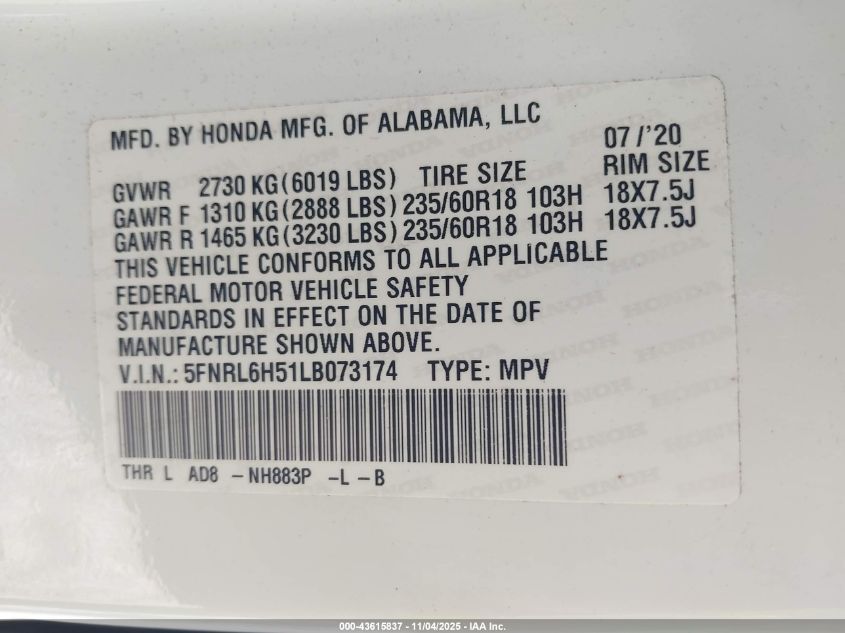 MFD. BY HONDA MFG. OF ALABAMA, LLC
07/'20
GVWR 2730 KG (6019 LBS) TIRE SIZE RIM SIZE
GAWR F 1310 KG (2888 LBS) 235/60R18 103H 18X7.5J
GAWR R 1465 KG (3230 LBS) 235/60R18 103H 18X7.5J
THIS VEHICLE CONFORMS TO ALL APPLICABLE
FEDERAL MOTOR VEHICLE SAFETY
STANDARDS IN EFFECT ON THE DATE OF
MANUFACTURE SHOWN ABOVE.
V.I.N.: 5FNRL6H51LB073174 TYPE: MPV
THR L AD8 - NH883P - L - B
000-43615837 - 11/04/2025 - IAA Inc.